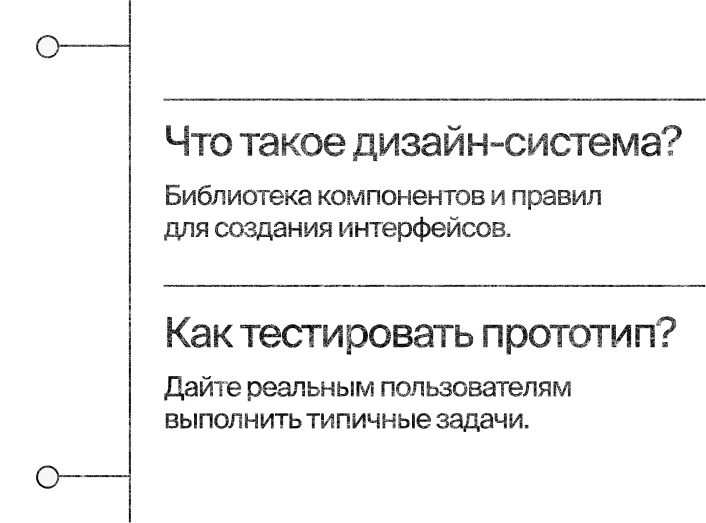 Что такое дизайн-система?
Библиотека компонентов и правил
для создания интерфейсов.
Как тестировать прототип?
Дайте реальным пользователям
выполнить типичные задачи.